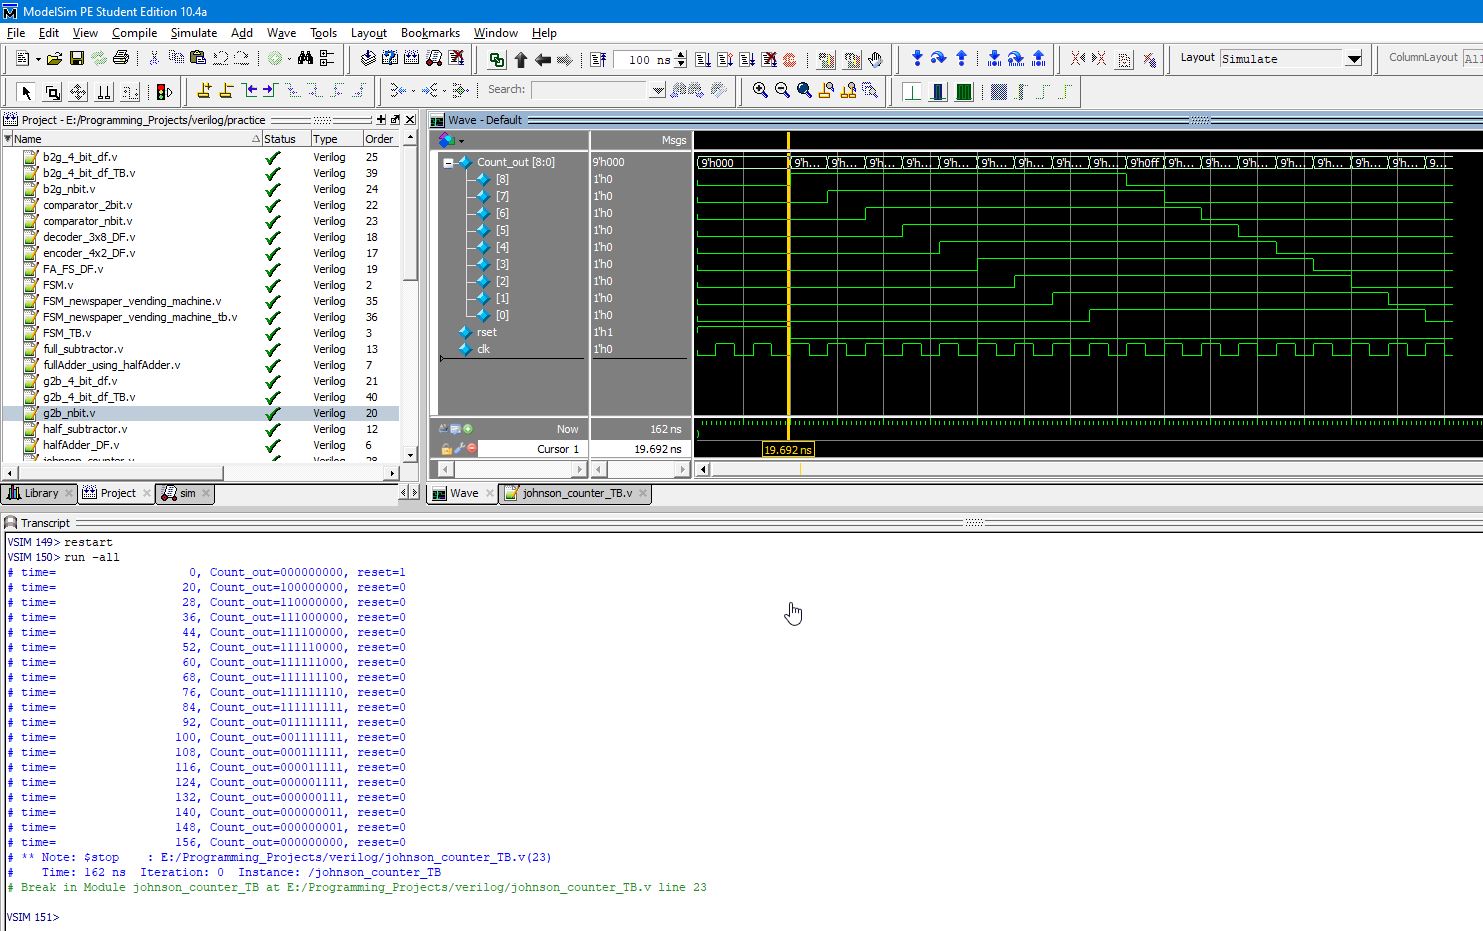 ModelSim PE Student Edition 10.4a
File Edit View Compile Simulate Add Wave Tools Layout Bookmarks Window Help
100 ns
Layout Simulate
ColumnLayout
Search:
Project - E:/Programming_Projects/verilog/practice
Name Status Type Order
b2g_4_bit_df.v Verilog 25
b2g_4_bit_df_TB.v Verilog 39
b2g_nbit.v Verilog 24
comparator_2bit.v Verilog 22
comparator_nbit.v Verilog 23
decoder_3x8_DF.v Verilog 18
encoder_4x2_DF.v Verilog 17
FA_FS_DF.v Verilog 19
FSM.v Verilog 2
FSM_newspaper_vending_machine.v Verilog 35
FSM_newspaper_vending_machine_tb.v Verilog 36
FSM_TB.v Verilog 3
full_subtractor.v Verilog 13
fullAdder_using_halfAdder.v Verilog 7
g2b_4_bit_df.v Verilog 21
g2b_4_bit_df_TB.v Verilog 40
g2b_nbit.v Verilog 20
half_subtractor.v Verilog 12
halfAdder_DF.v Verilog 6
Library Project sim
Wave - Default
Msgs
Count_out [8:0] 9'h000 9'h000 9'h... 9'h... 9'h... 9'h... 9'h... 9'h... 9'h... 9'h... 9'h... 9'h0ff 9'h... 9'h... 9'h... 9'h... 9'h... 9'h... 9'h... 9...
[8] 1'h0
[7] 1'h0
[6] 1'h0
[5] 1'h0
[4] 1'h0
[3] 1'h0
[2] 1'h0
[1] 1'h0
[0] 1'h0
rset 1'h1
clk 1'h0
Now 162 ns
Cursor 1 19.692 ns 19.692 ns
Wave johnson_counter_TB.v
Transcript
VSIM 149> restart
VSIM 150> run -all
# time= 0, Count_out=000000000, reset=1
# time= 20, Count_out=100000000, reset=0
# time= 28, Count_out=110000000, reset=0
# time= 36, Count_out=111000000, reset=0
# time= 44, Count_out=111100000, reset=0
# time= 52, Count_out=111110000, reset=0
# time= 60, Count_out=111111000, reset=0
# time= 68, Count_out=111111100, reset=0
# time= 76, Count_out=111111110, reset=0
# time= 84, Count_out=111111111, reset=0
# time= 92, Count_out=011111111, reset=0
# time= 100, Count_out=001111111, reset=0
# time= 108, Count_out=000111111, reset=0
# time= 116, Count_out=000011111, reset=0
# time= 124, Count_out=000001111, reset=0
# time= 132, Count_out=000000111, reset=0
# time= 140, Count_out=000000011, reset=0
# time= 148, Count_out=000000001, reset=0
# time= 156, Count_out=000000000, reset=0
# ** Note: $stop : E:/Programming_Projects/verilog/johnson_counter_TB.v(23)
# Time: 162 ns Iteration: 0 Instance: /johnson_counter_TB
# Break in Module johnson_counter_TB at E:/Programming_Projects/verilog/johnson_counter_TB.v line 23
VSIM 151>